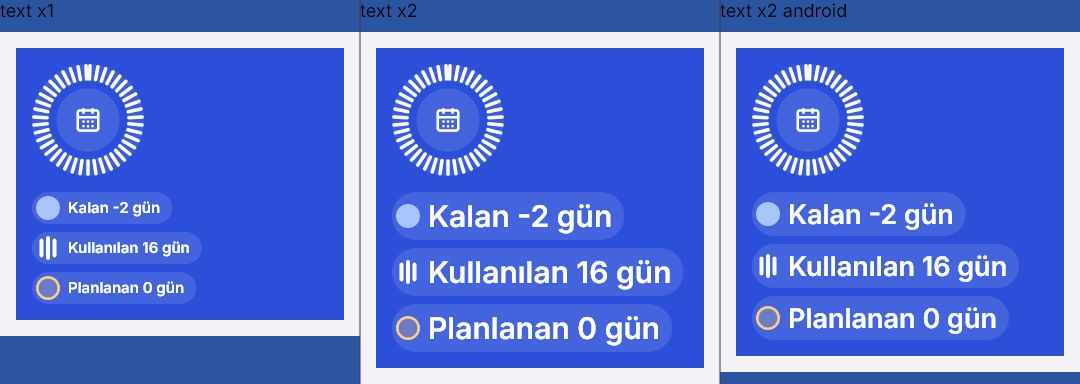 text x1
text x2
text x2 android
Kalan -2 gün
Kullanılan 16 gün
Planlanan 0 gün
Kalan -2 gün
Kullanılan 16 gün
Planlanan 0 gün
Kalan -2 gün
Kullanılan 16 gün
Planlanan 0 gün